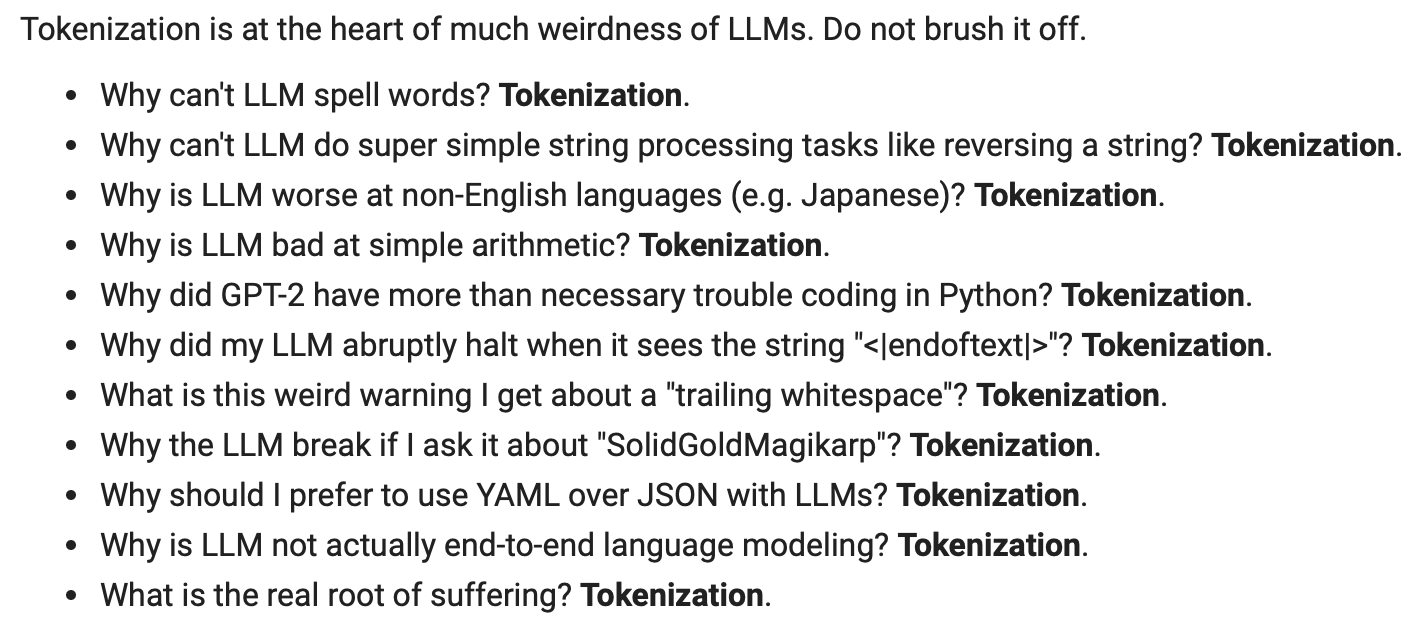 Tokenization is at the heart of much weirdness of LLMs. Do not brush it off.
• Why can't LLM spell words? Tokenization.
• Why can't LLM do super simple string processing tasks like reversing a string? Tokenization.
• Why is LLM worse at non-English languages (e.g. Japanese)? Tokenization.
• Why is LLM bad at simple arithmetic? Tokenization.
• Why did GPT-2 have more than necessary trouble coding in Python? Tokenization.
• Why did my LLM abruptly halt when it sees the string "<|endoftext|>"? Tokenization.
• What is this weird warning I get about a "trailing whitespace"? Tokenization.
• Why the LLM break if I ask it about "SolidGoldMagikarp"? Tokenization.
• Why should I prefer to use YAML over JSON with LLMs? Tokenization.
• Why is LLM not actually end-to-end language modeling? Tokenization.
• What is the real root of suffering? Tokenization.